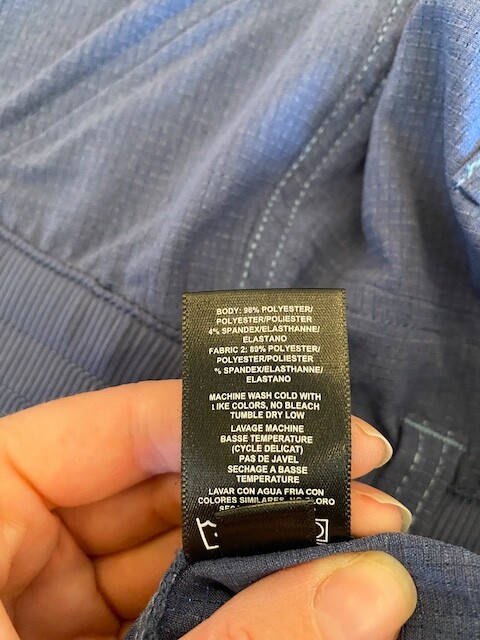 BODY: 96% POLYESTER/
POLYESTER/POLIESTER
4% SPANDEX/ELASTHANNE/
ELASTANO
FABRIC 2: 89% POLYESTER/
POLYESTER/POLIESTER
% SPANDEX/ELASTHANNE/
ELASTANO
MACHINE WASH COLD WITH
LIKE COLORS, NO BLEACH
TUMBLE DRY LOW
LAVAGE MACHINE
BASSE TEMPERATURE
(CYCLE DELICAT)
PAS DE JAVEL
SECHAGE A BASSE
TEMPERATURE
LAVAR CON AGUA FRIA CON
COLORES SIMILARES, NO